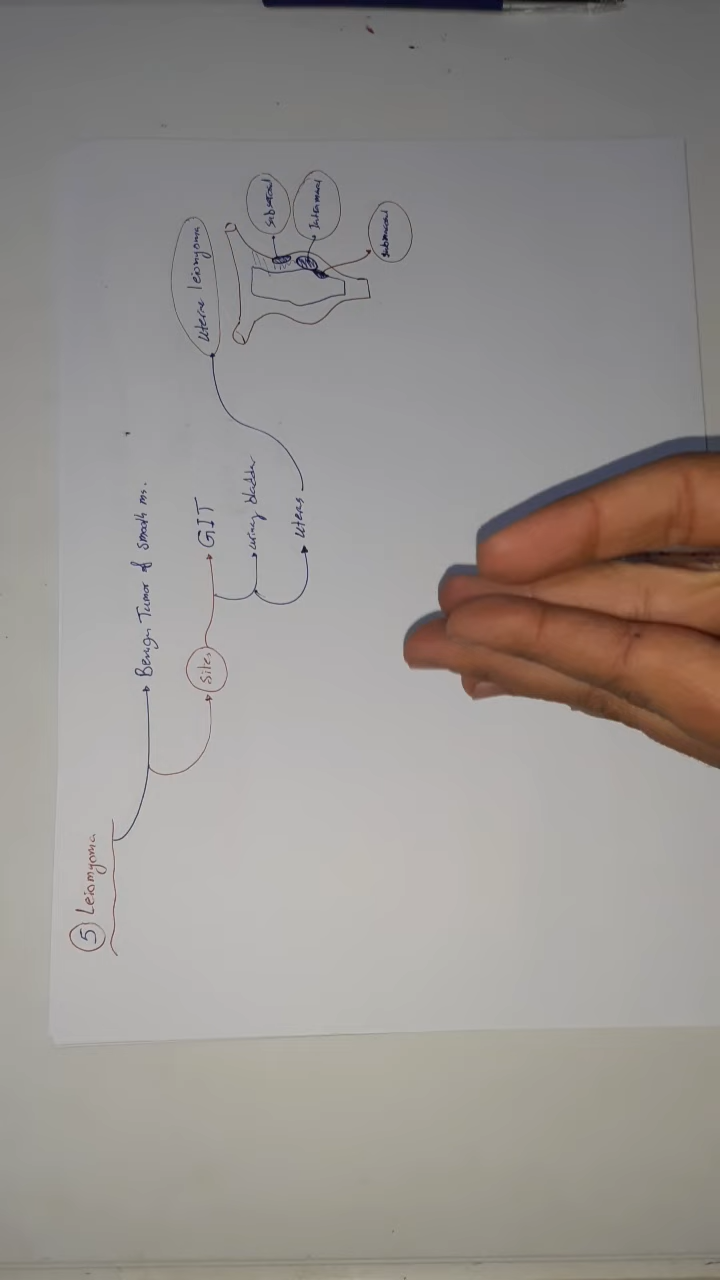 5 Leiomyoma
Benign Tumor of Smooth ms.
Sites
GIT
urinary bladder
Uterus
Uterine leiomyoma
Subserosal
Intramural
Submucosal